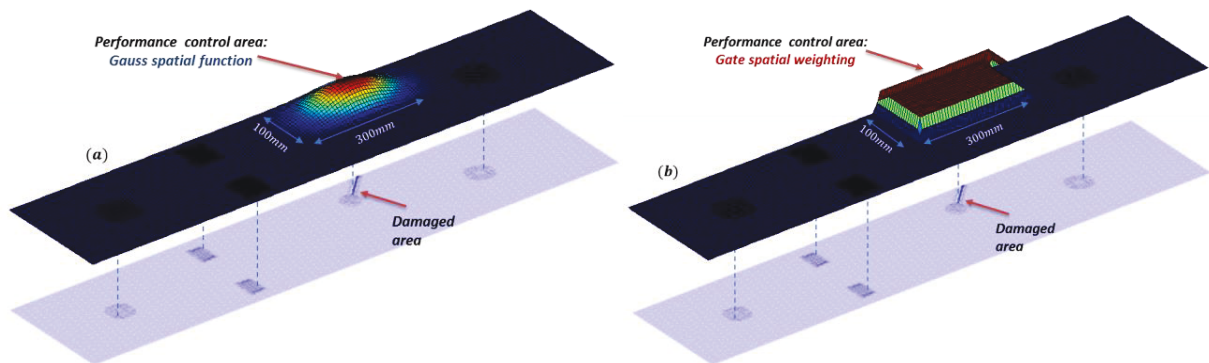 Performance control area:
Gauss spatial function
100mm
300mm
(a)
Damaged
area
Performance control area:
Gate spatial weighting
100mm
300mm
(b)
Damaged
area